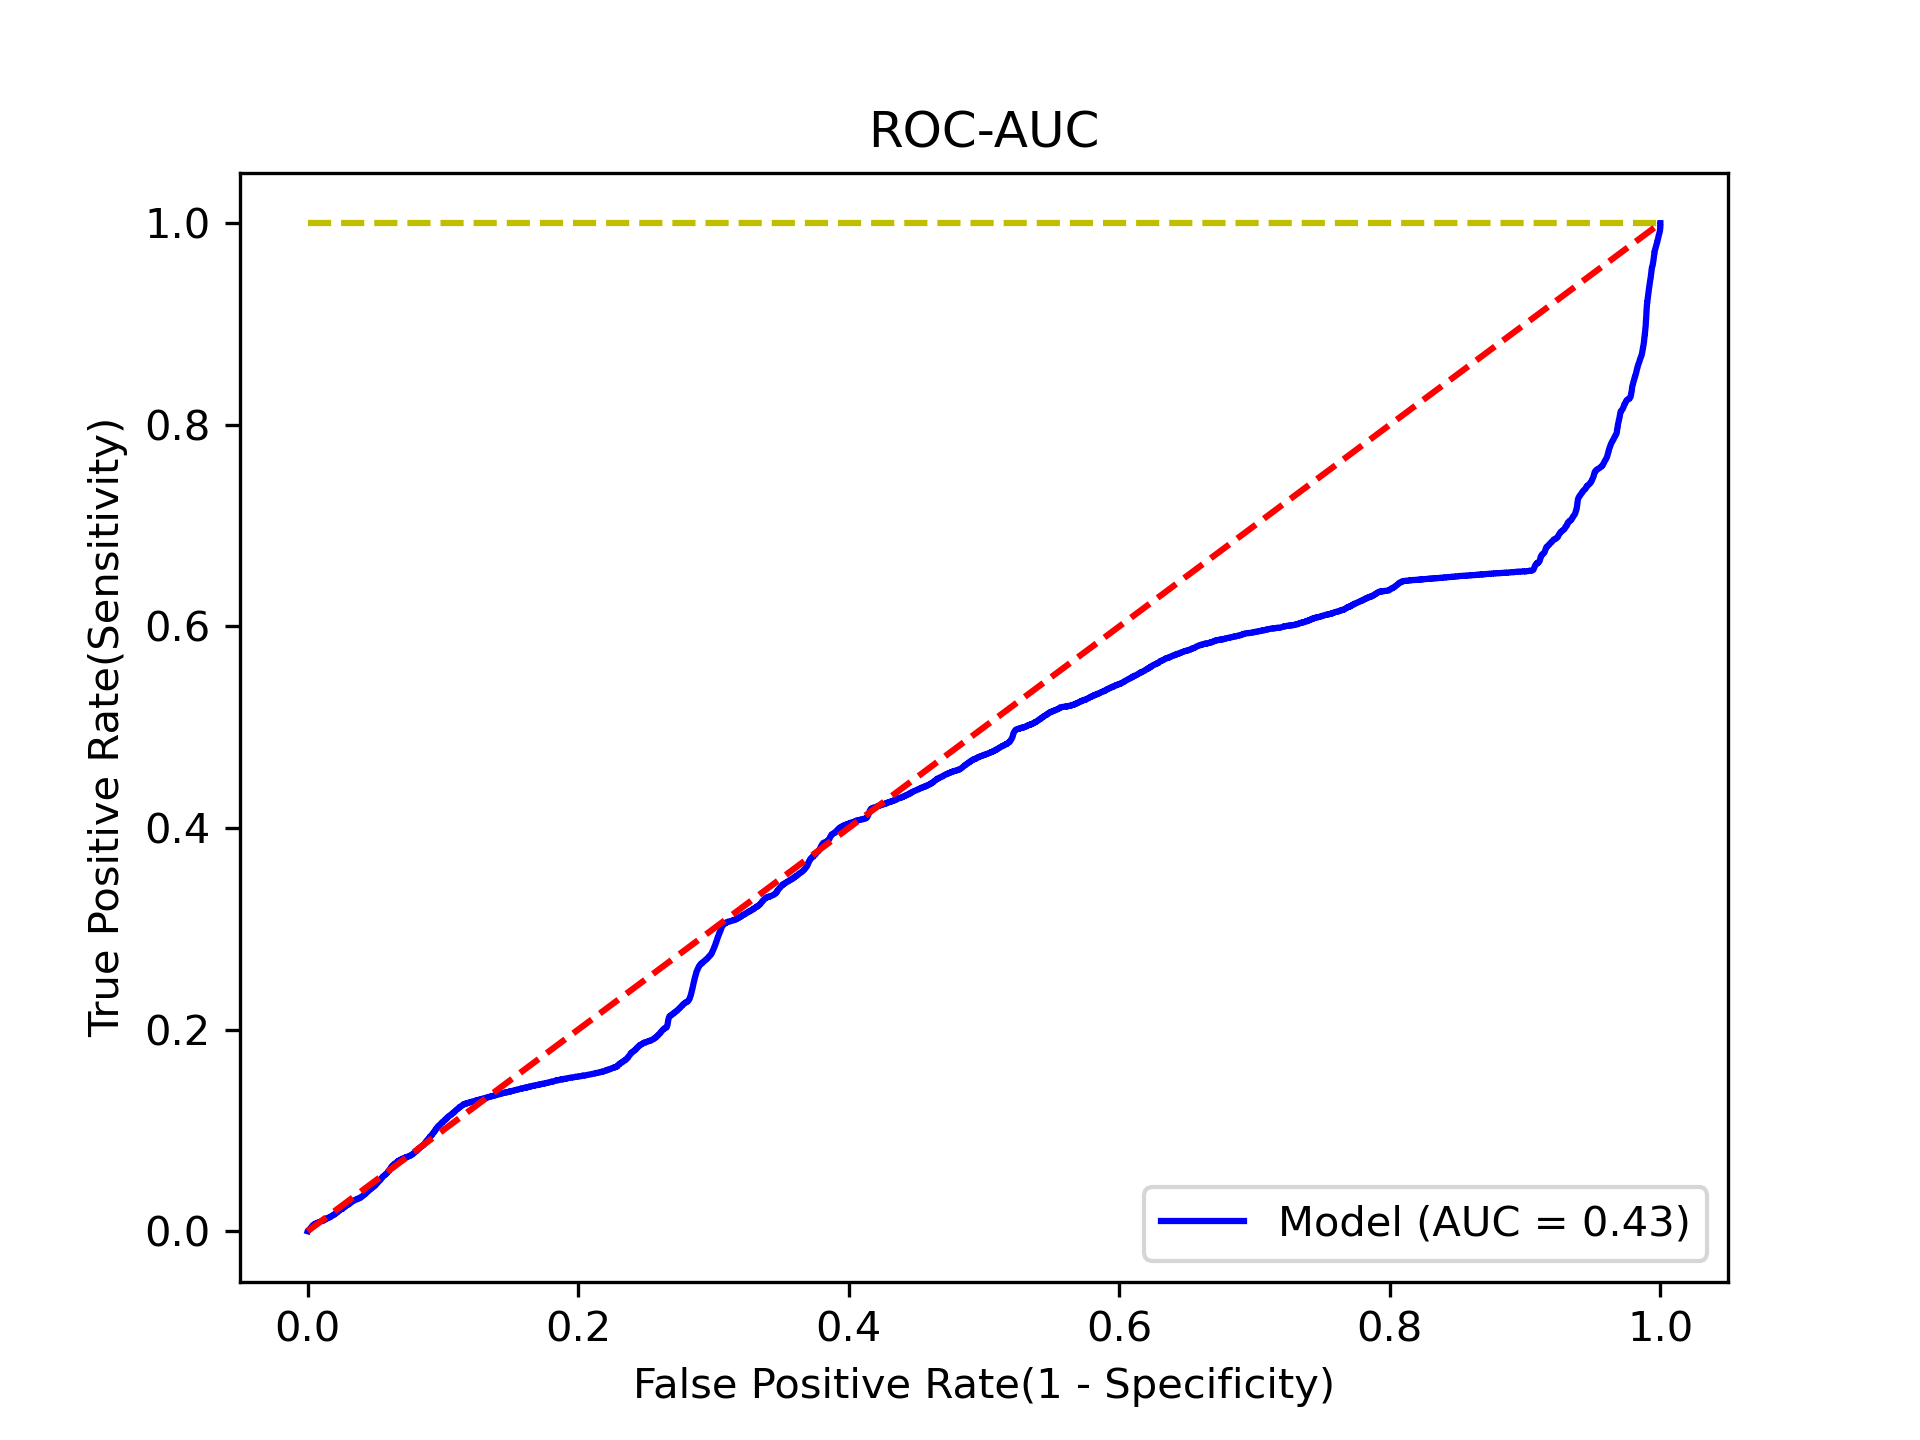 ROC-AUC
True Positive Rate(Sensitivity)
1.0
0.8
0.6
0.4
0.2
0.0
Model (AUC = 0.43)
0.0 0.2 0.4 0.6 0.8 1.0
False Positive Rate(1 - Specificity)